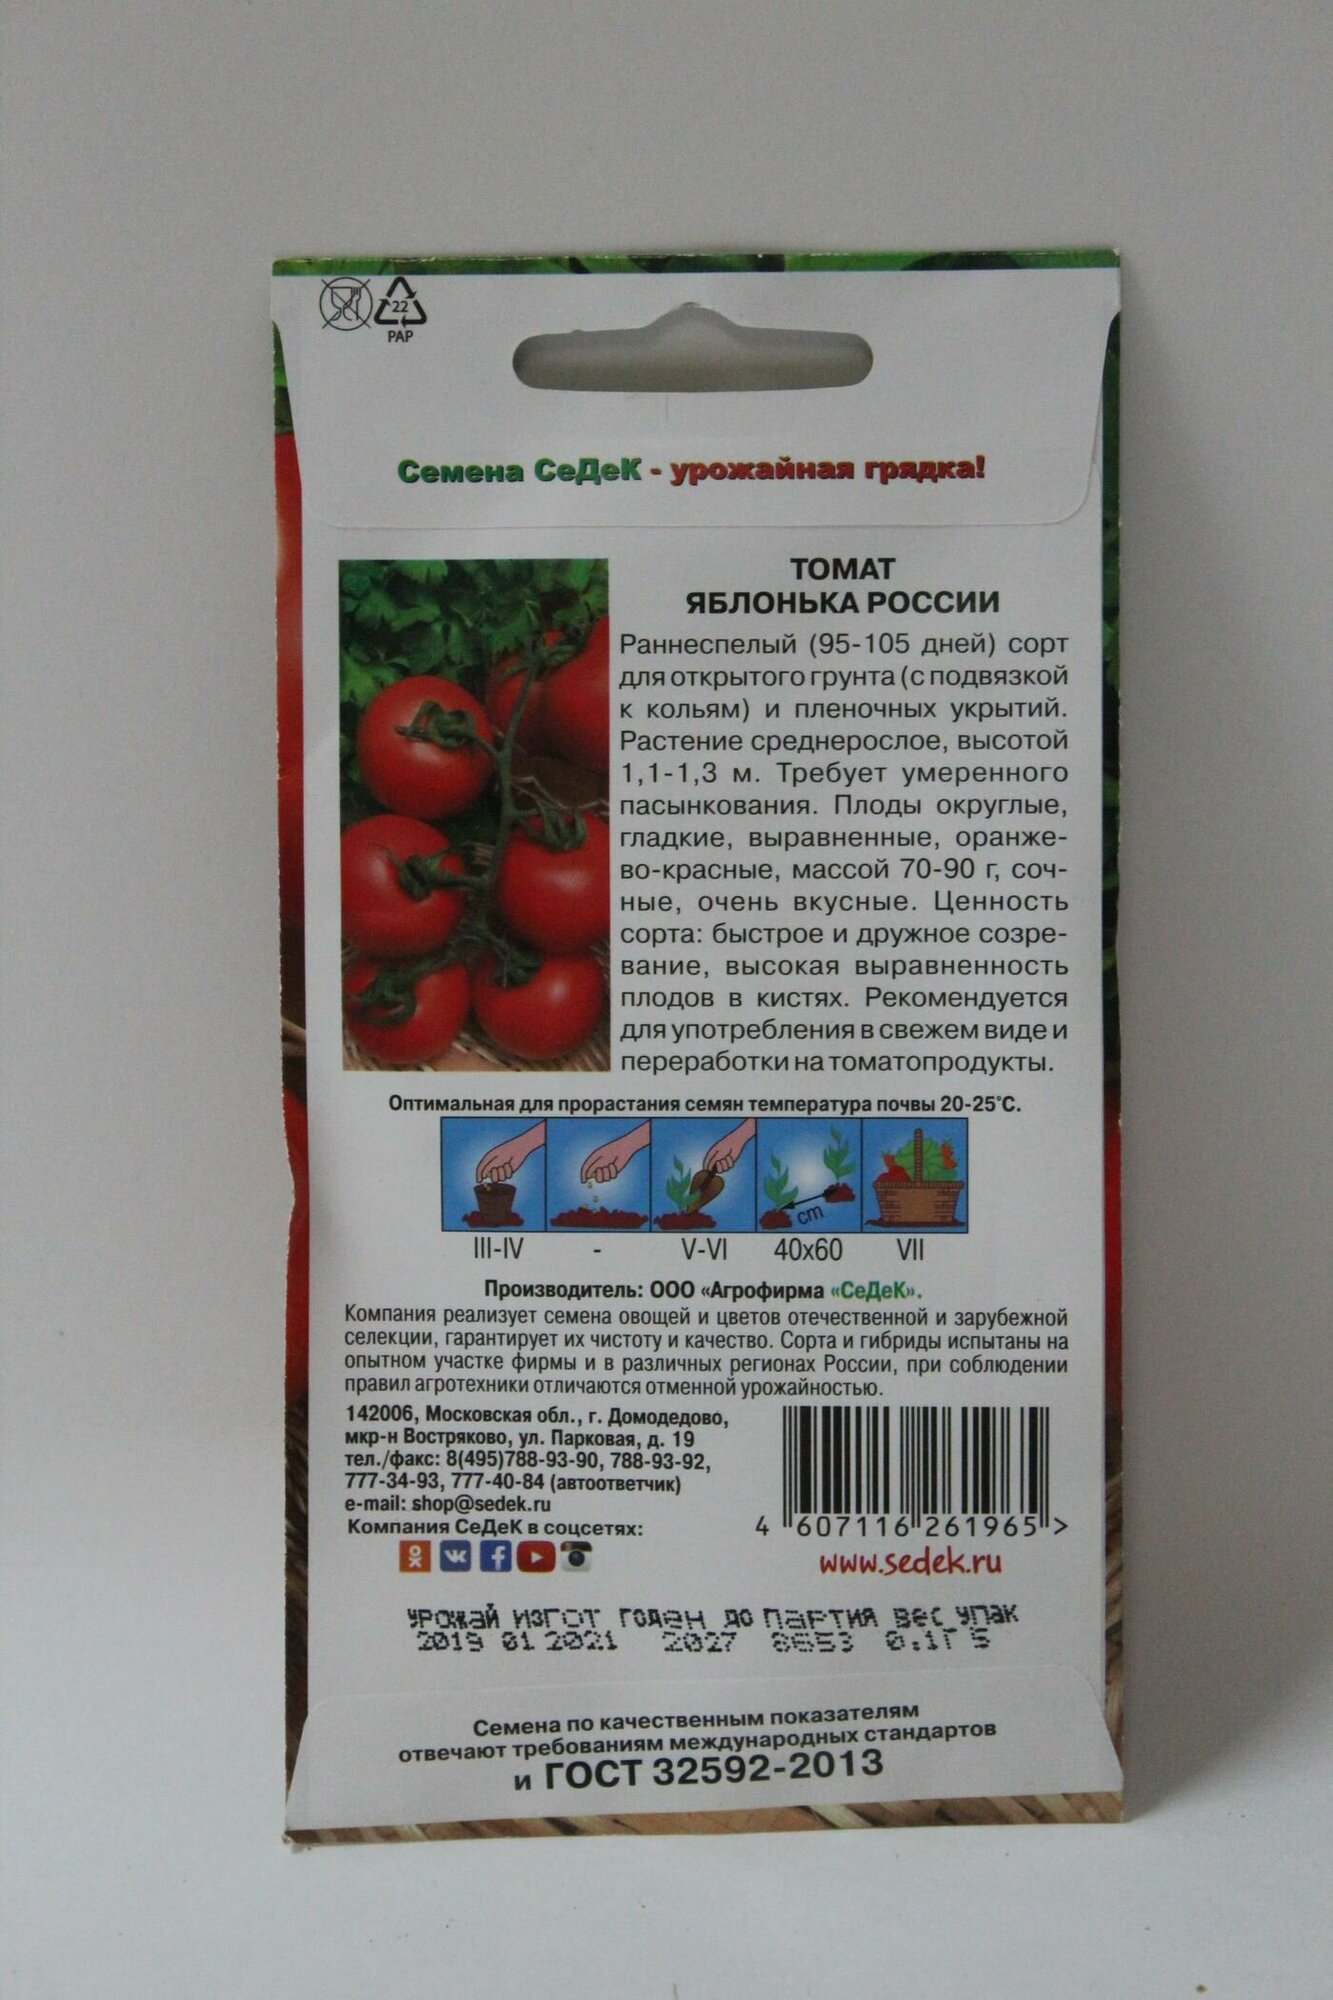 22
PAP
Семена СеДеК - урожайная грядка!
ТОМАТ
ЯБЛОНЬКА РОССИИ
Раннеспелый (95-105 дней) сорт
для открытого грунта (с подвязкой
к кольям) и пленочных укрытий.
Растение среднерослое, высотой
1,1-1,3 м. Требует умеренного
пасынкования. Плоды округлые,
гладкие, выравненные, оранже-
во-красные, массой 70-90 г, соч-
ные, очень вкусные. Ценность
сорта: быстрое и дружное созре-
вание, высокая выравненность
плодов в кистях. Рекомендуется
для употребления в свежем виде и
переработки на томатопродукты.
Оптимальная для прорастания семян температура почвы 20-25°С.
cm
III-IV - V-VI 40x60 VII
Производитель: ООО «Агрофирма «СеДеК».
Компания реализует семена овощей и цветов отечественной и зарубежной
селекции, гарантирует их чистоту и качество. Сорта и гибриды испытаны на
опытном участке фирмы и в различных регионах России, при соблюдении
правил агротехники отличаются отменной урожайностью.
142006, Московская обл., г. Домодедово,
мкр-н Востряково, ул. Парковая, д. 19
тел./факс: 8(495)788-93-90, 788-93-92,
777-34-93, 777-40-84 (автоответчик)
e-mail: shop@sedek.ru
Компания СеДеК в соцсетях:
4 607116 261965 >
www.sedek.ru
урожай изгот годен до партия вес_упак
2019 01 2021 2027 8653 0.1г 5
Семена по качественным показателям
отвечают требованиям международных стандартов
и ГОСТ 32592-2013